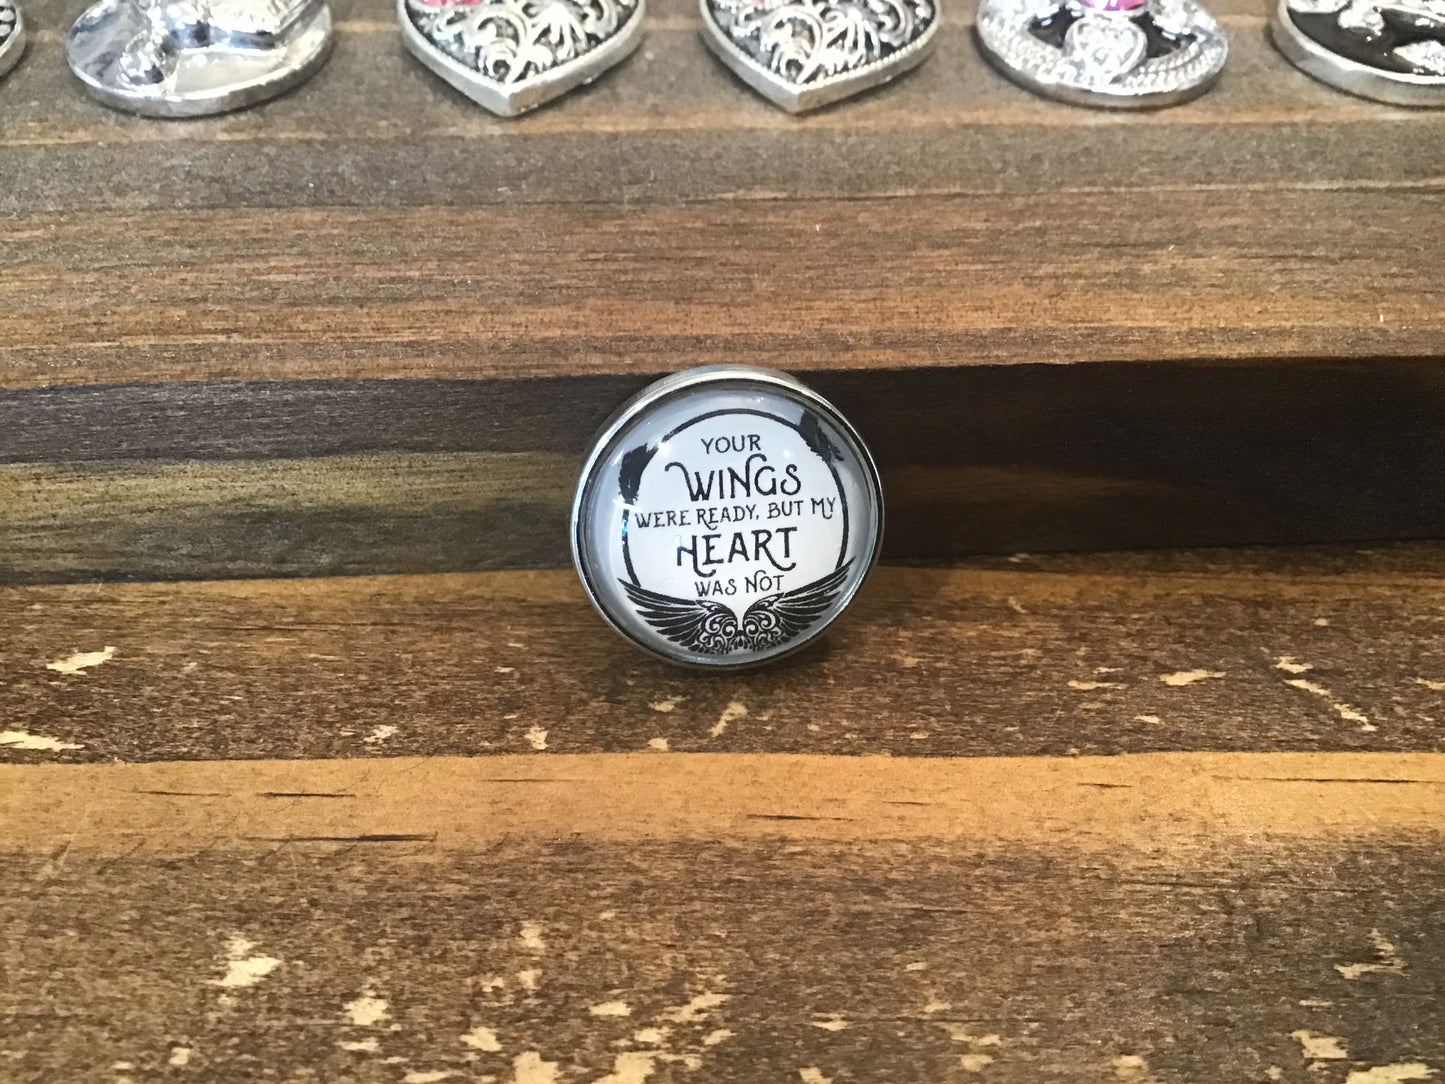 YOUR
WINGS
WERE READY, BUT MY
HEART
WAS NOT